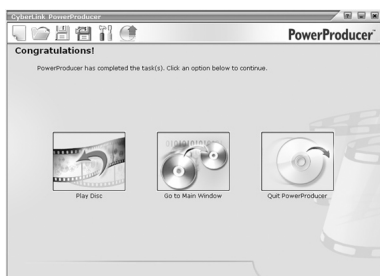 CyberLink PowerProducer
PowerProducer
Congratulations!
PowerProducer has completed the task(s). Click an option below to continue.
Play Disc
Go to Main Window
Quit PowerProducer